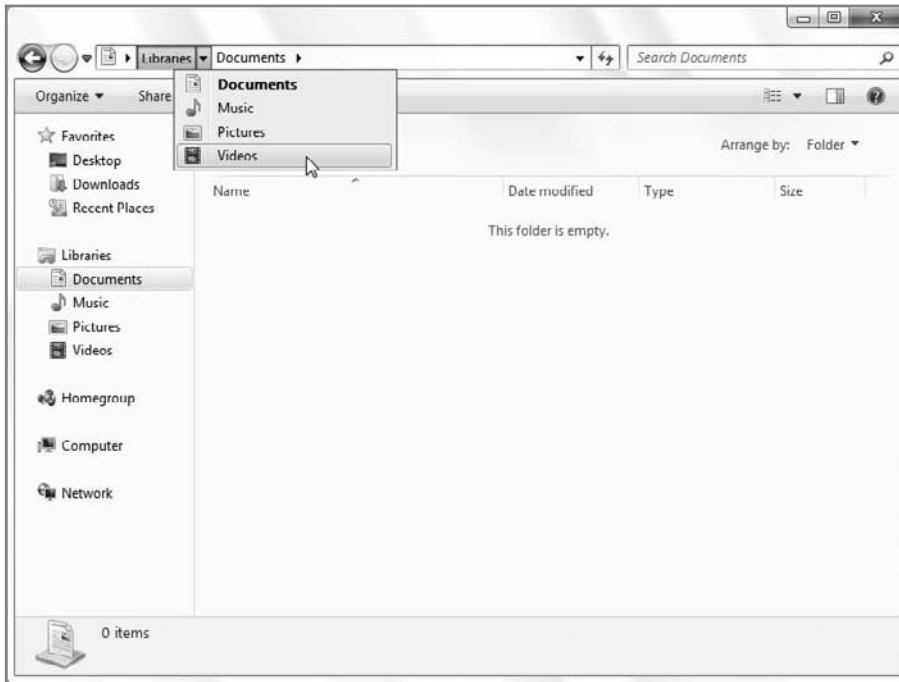 Libraries Documents Search Documents
Organize Share
Documents
Music
Pictures
Videos
Arrange by: Folder
Name Date modified Type Size
This folder is empty.
Favorites
Desktop
Downloads
Recent Places
Libraries
Documents
Music
Pictures
Videos
Homegroup
Computer
Network
0 items